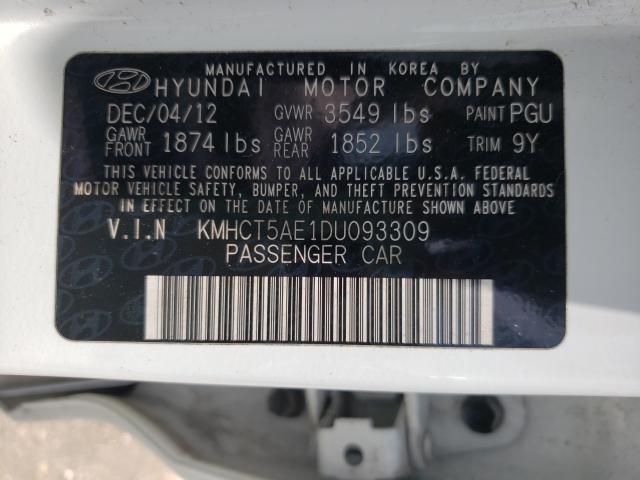 MANUFACTURED IN KOREA BY
HYUNDAI MOTOR COMPANY
DEC/04/12 GVWR 3549 lbs PAINT PGU
GAWR FRONT 1874 lbs GAWR REAR 1852 lbs TRIM 9Y
THIS VEHICLE CONFORMS TO ALL APPLICABLE U.S.A. FEDERAL
MOTOR VEHICLE SAFETY, BUMPER, AND THEFT PREVENTION STANDARDS
IN EFFECT ON THE DATE OF MANUFACTURE SHOWN ABOVE.
V.I.N KMHCT5AE1DU093309
PASSENGER CAR